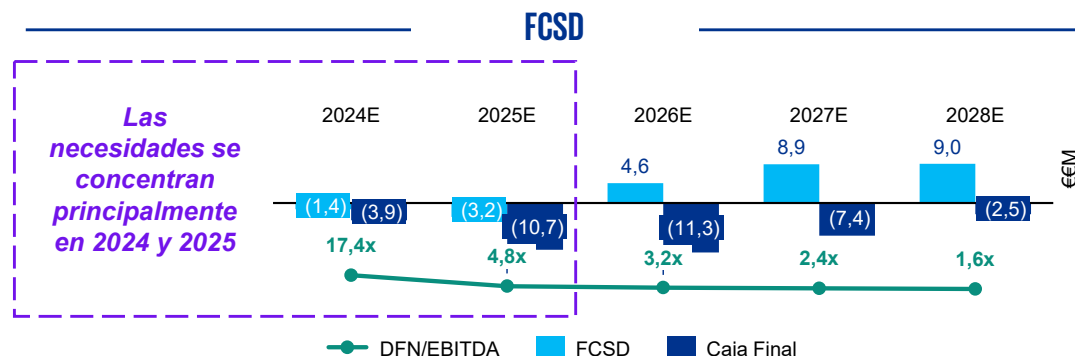 FCSD
Las
necesidades se
concentran
principalmente
en 2024 y 2025
2024E 2025E 2026E 2027E 2028E
4,6 8,9 9,0
(1,4) (3,9) (3,2) (10,7) (11,3) (7,4) (2,5)
17,4x 4,8x 3,2x 2,4x 1,6x
€€M
DFN/EBITDA FCSD Caja Final